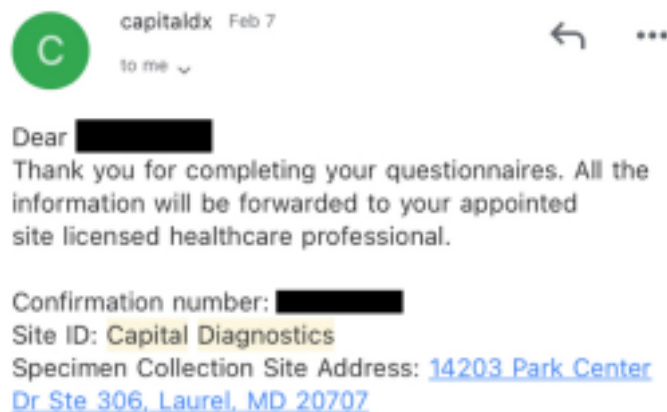 C
capitaldx Feb 7
to me
Dear
Thank you for completing your questionnaires. All the
information will be forwarded to your appointed
site licensed healthcare professional.
Confirmation number:
Site ID: Capital Diagnostics
Specimen Collection Site Address: 14203 Park Center
Dr Ste 306, Laurel, MD 20707